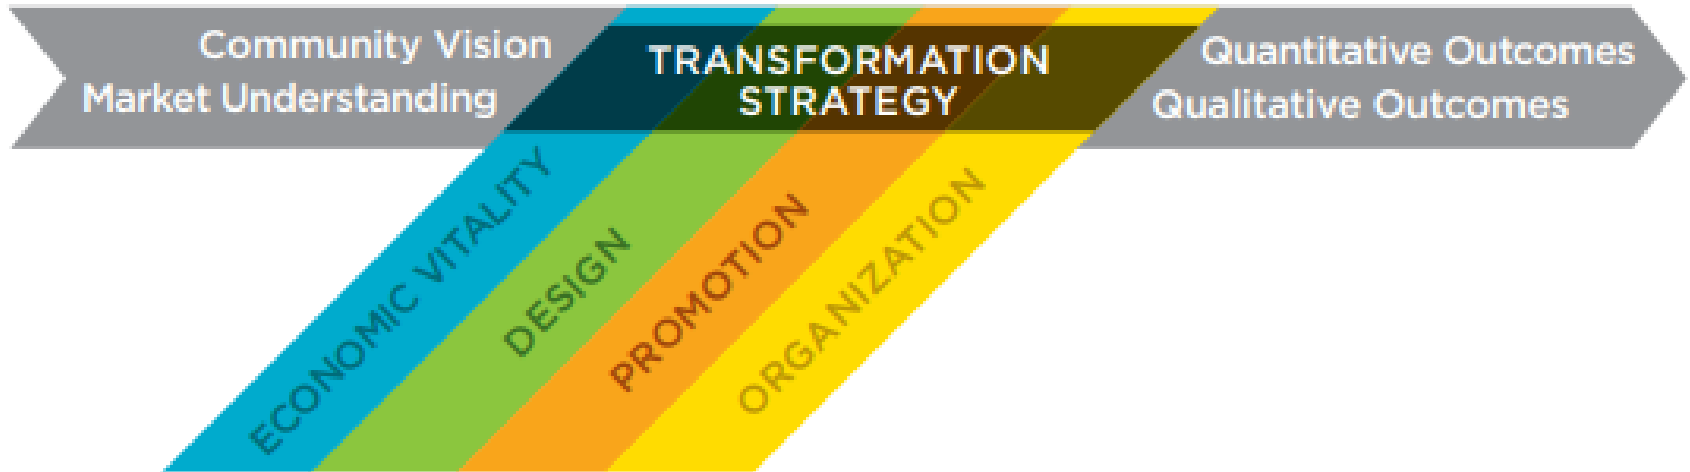 Community Vision
Market Understanding
TRANSFORMATION
STRATEGY
Quantitative Outcomes
Qualitative Outcomes
ECONOMIC VITALITY
DESIGN
PROMOTION
ORGANIZATION